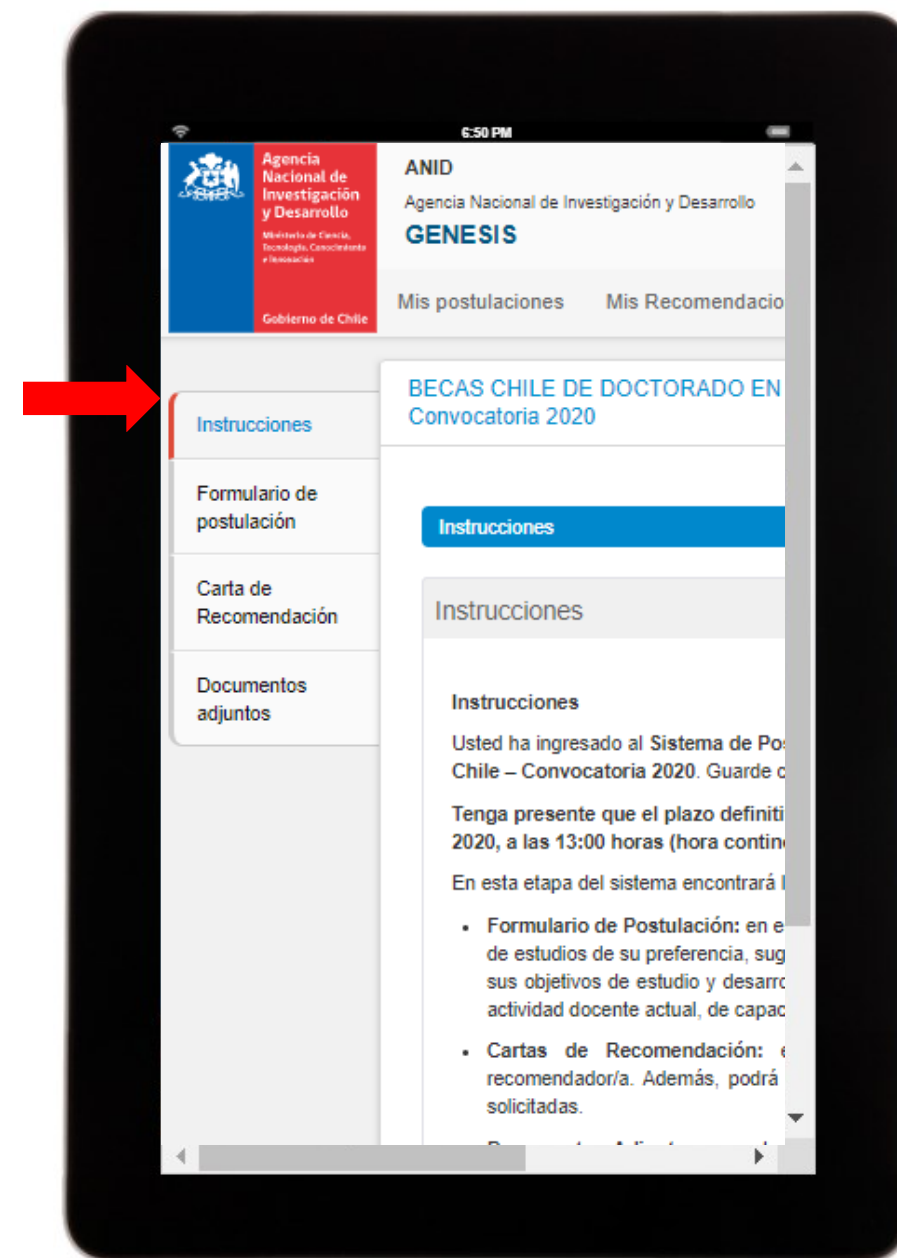 6:50 PM
Agencia
Nacional de
Investigación
y Desarrollo
Ministerio de Ciencia,
Tecnología, Conocimiento
e Innovación
Gobierno de Chile
ANID
Agencia Nacional de Investigación y Desarrollo
GENESIS
Mis postulaciones Mis Recomendacio
Instrucciones
Formulario de
postulación
Carta de
Recomendación
Documentos
adjuntos
BECAS CHILE DE DOCTORADO EN
Convocatoria 2020
Instrucciones
Instrucciones
Instrucciones
Usted ha ingresado al Sistema de Po
Chile – Convocatoria 2020. Guarde
Tenga presente que el plazo definiti
2020, a las 13:00 horas (hora contin
En esta etapa del sistema encontrará
• Formulario de Postulación: en e
de estudios de su preferencia, sug
sus objetivos de estudio y desarro
actividad docente actual, de capac
• Cartas de Recomendación:
recomendador/a. Además, podrá
solicitadas.